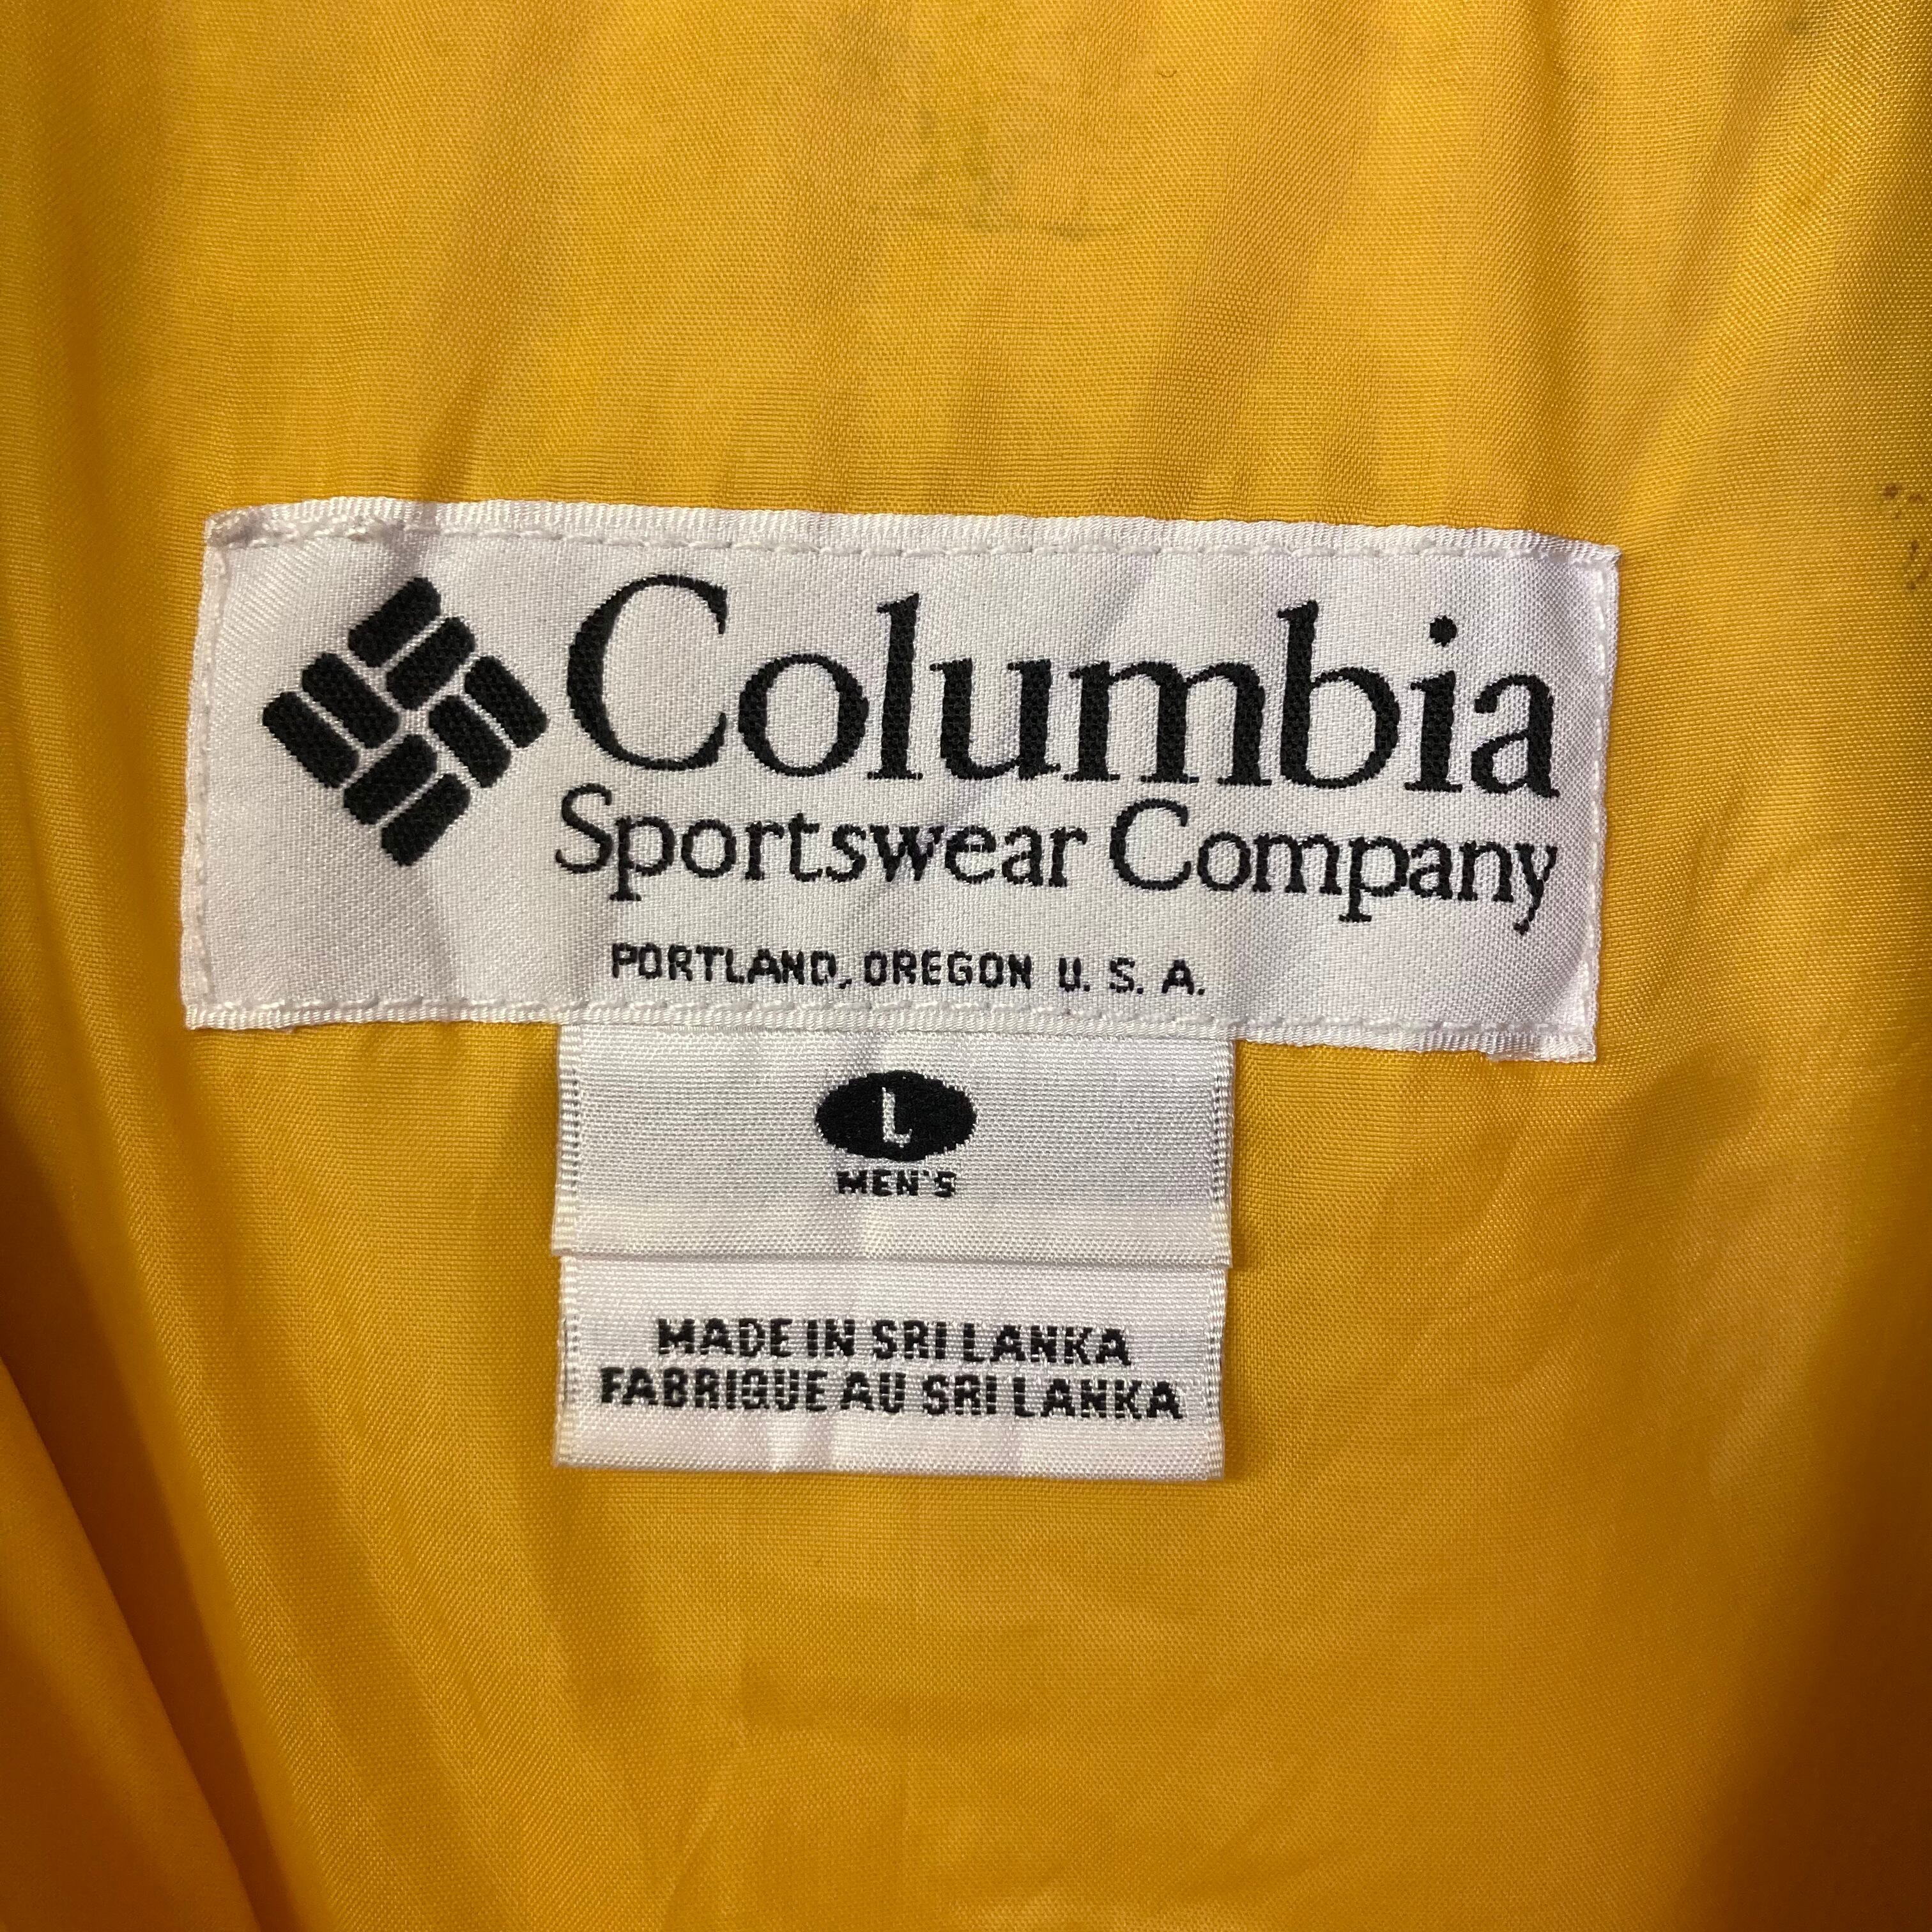 Columbia
Sportswear Company
PORTLAND, OREGON U. S. A.
L
MEN'S
MADE IN SRI LANKA
FABRIQUE AU SRI LANKA